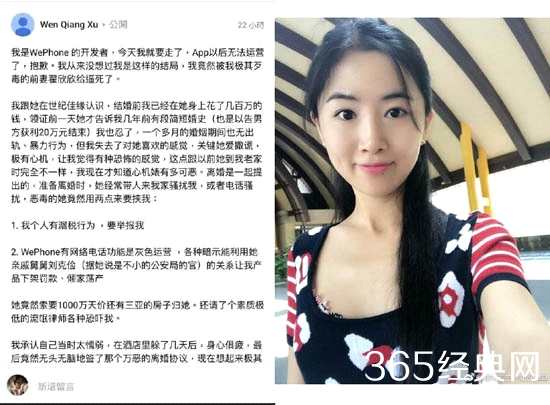 Wen Qiang Xu · 公開
22 小時
我是WePhone 的开发者，今天我就要走了，App以后无法运营了，抱歉。我从来没想过我是这样的结局，我竟然被我极其歹毒的前妻翟欣欣给逼死了。
我跟她在世纪佳缘认识，结婚前我已经在她身上花了几百万的钱，领证前一天她才告诉我几年前有段简短婚史（也是以告男方获利20万元结束）我也忍了，一个多月的婚姻期间也无出轨、暴力行为，但我失去了对她喜欢的感觉，关键她爱撒谎，极有心机，让我觉得有种恐怖的感觉，这点跟以前她到我老家时完全不一样，我现在才知道心机婊有多可恶。离婚是一起提出的，准备离婚时，她经常带人来我家骚扰我，或者电话骚扰，恶毒的她竟然用两点来要挟我：
1. 我个人有漏税行为，要举报我
2. WePhone有网络电话功能是灰色运营，各种暗示能利用她亲戚舅舅刘克俭（据她说是不小的公安局的官）的关系让我产品下架罚款、倾家荡产
她竟然索要1000万天价还有三亚的房子归她。还请了个素质极低的流氓律师各种恐吓我。
我承认自己当时太懦弱，在酒店里躲了几天后，身心俱疲，最后竟然无头无脑地签了那个万恶的离婚协议，现在想起来极其
新增留言
365经典网